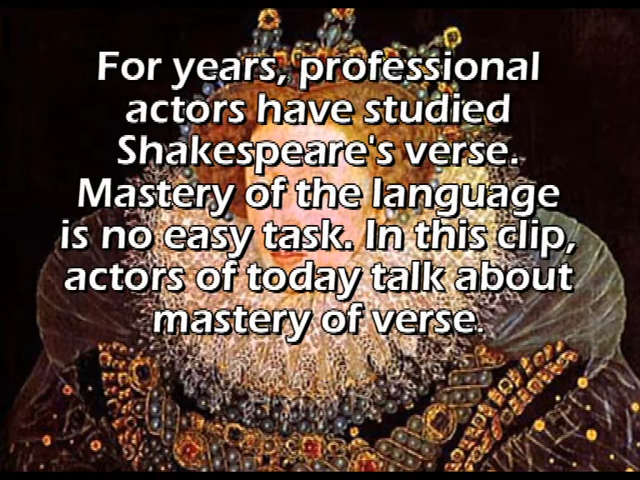 For years, professional
actors have studied
Shakespeare's verse.
Mastery of the language
is no easy task. In this clip,
actors of today talk about
mastery of verse.